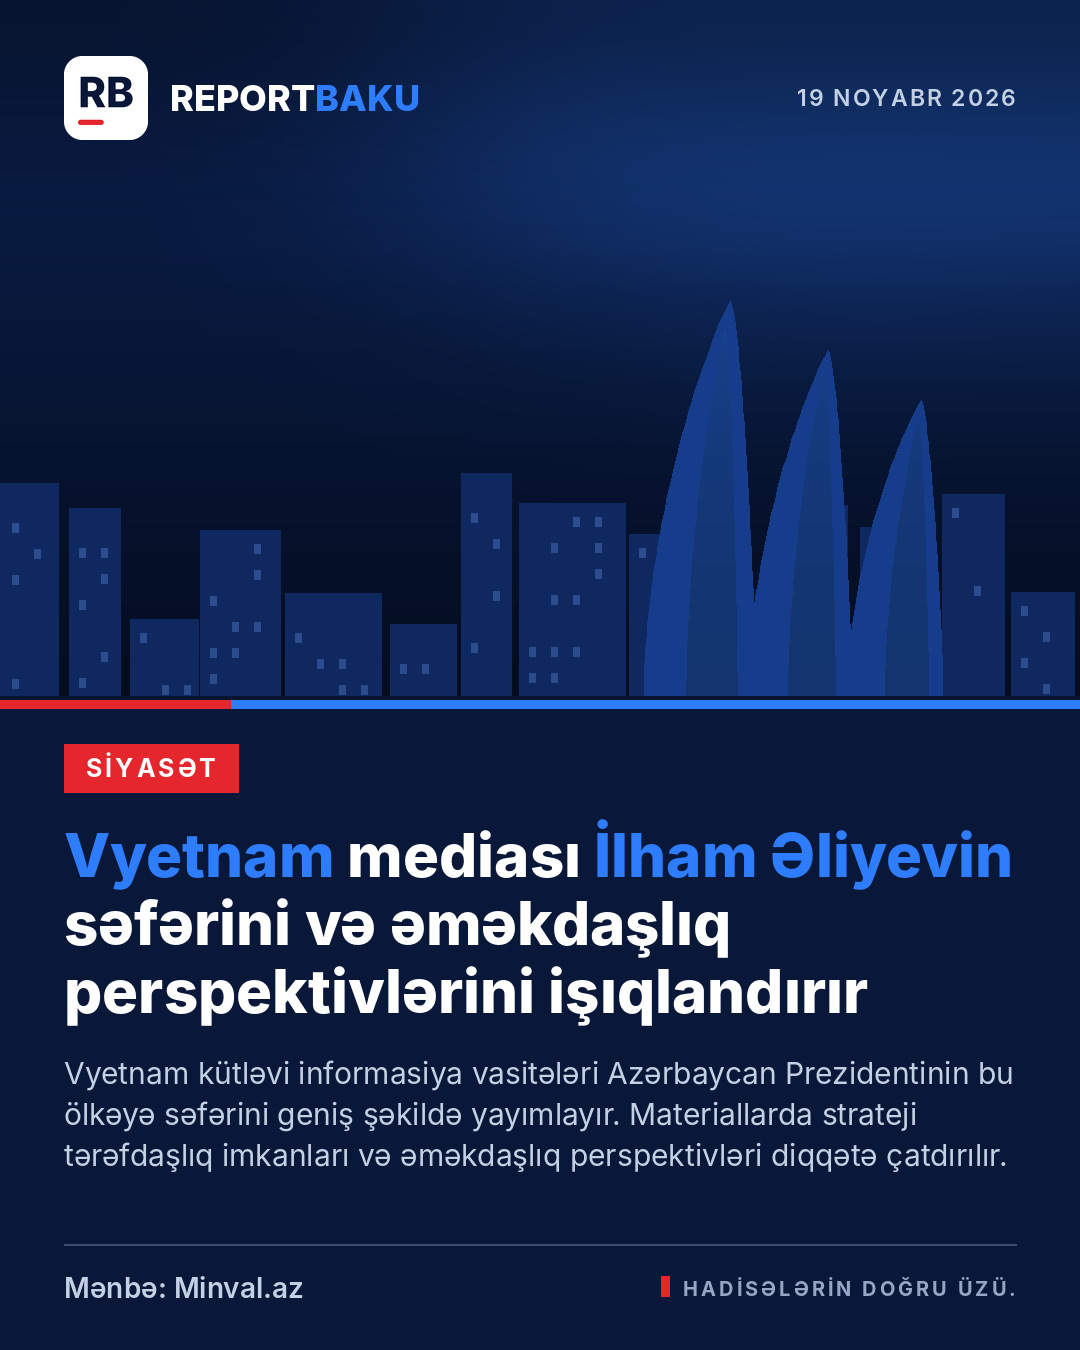 RB
REPORTBAKU
19 NOYABR 2026
SİYASƏT
Vyetnam mediası İlham Əliyevin
səfərini və əməkdaşlıq
perspektivlərini işıqlandırır
Vyetnam kütləvi informasiya vasitələri Azərbaycan Prezidentinin bu
ölkəyə səfərini geniş şəkildə yayımlayır. Materiallarda strateji
tərəfdaşlıq imkanları və əməkdaşlıq perspektivləri diqqətə çatdırılır.
Mənbə: Minval.az
HADİSƏLƏRİN DOĞRU ÜZÜ.